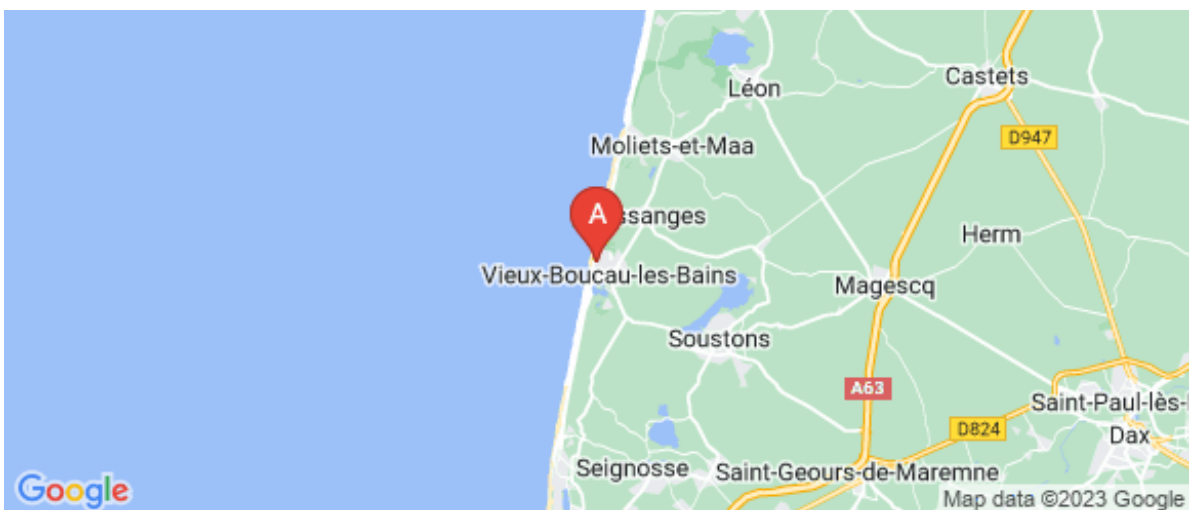 Castets
Léon
D947
Moliets-et-Maa
A
ssanges
Herm
Vieux-Boucau-les-Bains
Magescq
Soustons
A63
Saint-Paul-lès-
D824
Dax
Seignosse
Saint-Geours-de-Maremne
Google
Map data ©2023 Google